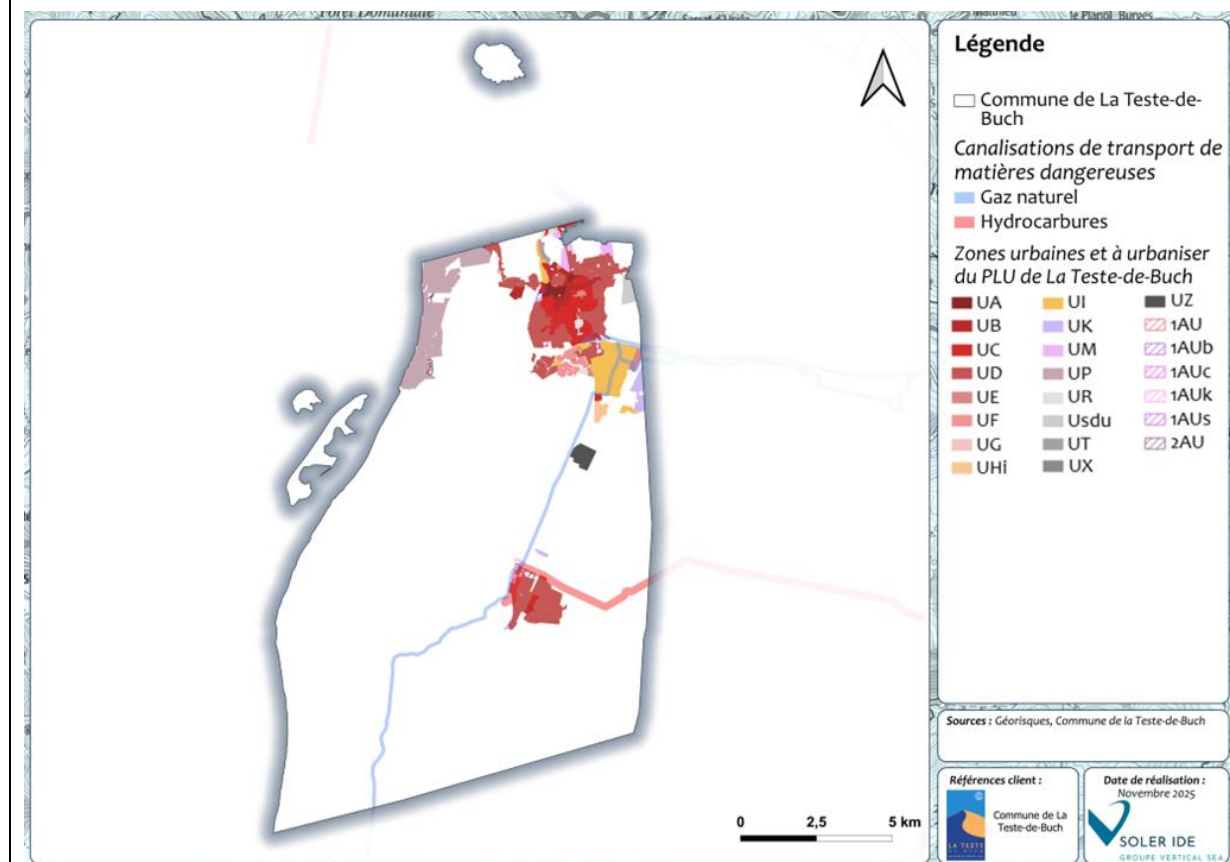 Forêt Domaniale
le Planol Burgès
Légende
Commune de La Teste-de-
Buch
Canalisations de transport de
matières dangereuses
Gaz naturel
Hydrocarbures
Zones urbaines et à urbaniser
du PLU de La Teste-de-Buch
UA
UB
UC
UD
UE
UF
UG
UHi
UI
UK
UM
UP
UR
Usdu
UT
UX
UZ
1AU
1AUb
1AUc
1AUk
1AUs
2AU
0 2,5 5 km
Sources : Géorisques, Commune de la Teste-de-Buch
Références client :
LA TESTE
Commune de La
Teste-de-Buch
Date de réalisation :
Novembre 2025
SOLER IDE
GROUPE VERTICAL SEA